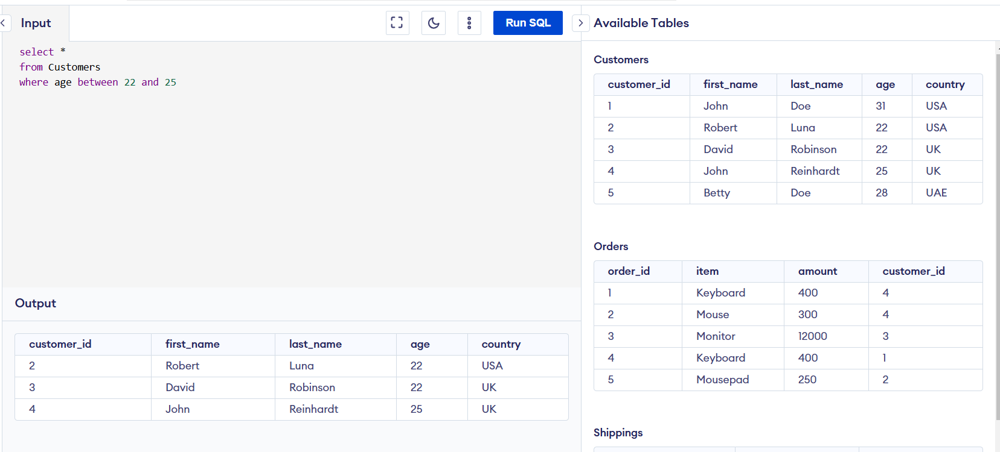 Input
Run SQL
select *
from Customers
where age between 22 and 25
Output
customer_id first_name last_name age country
2 Robert Luna 22 USA
3 David Robinson 22 UK
4 John Reinhardt 25 UK
Available Tables
Customers
customer_id first_name last_name age country
1 John Doe 31 USA
2 Robert Luna 22 USA
3 David Robinson 22 UK
4 John Reinhardt 25 UK
5 Betty Doe 28 UAE
Orders
order_id item amount customer_id
1 Keyboard 400 4
2 Mouse 300 4
3 Monitor 12000 3
4 Keyboard 400 1
5 Mousepad 250 2
Shippings